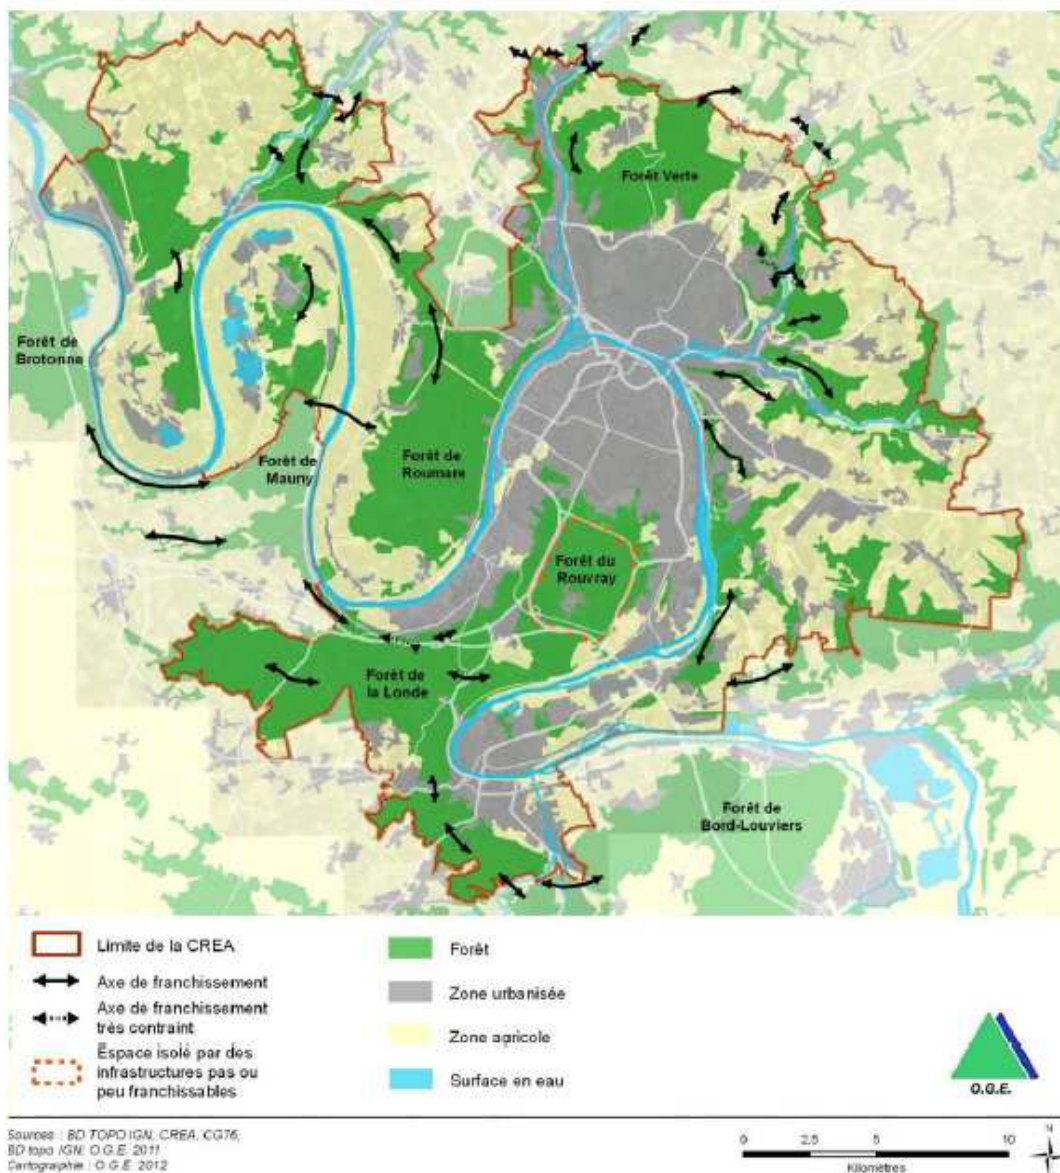 Forêt Verte
Forêt de
Brotonne
Forêt de
Mauny
Forêt de
Roumare
Forêt du
Rouvray
Forêt de
la Londe
Forêt de
Bord-Louviers
Limite de la CREA
Axe de franchissement
Axe de franchissement
très contraint
Espace isolé par des
infrastructures pas ou
peu franchissables
Forêt
Zone urbanisée
Zone agricole
Surface en eau
O.G.E.
Sources : BD TOPO IGN, CREA, CG76,
BD topo IGN; O.G.E. 2011
Cartographie : O.G.E. 2012
0 2,5 5 10
Kilomètres
N